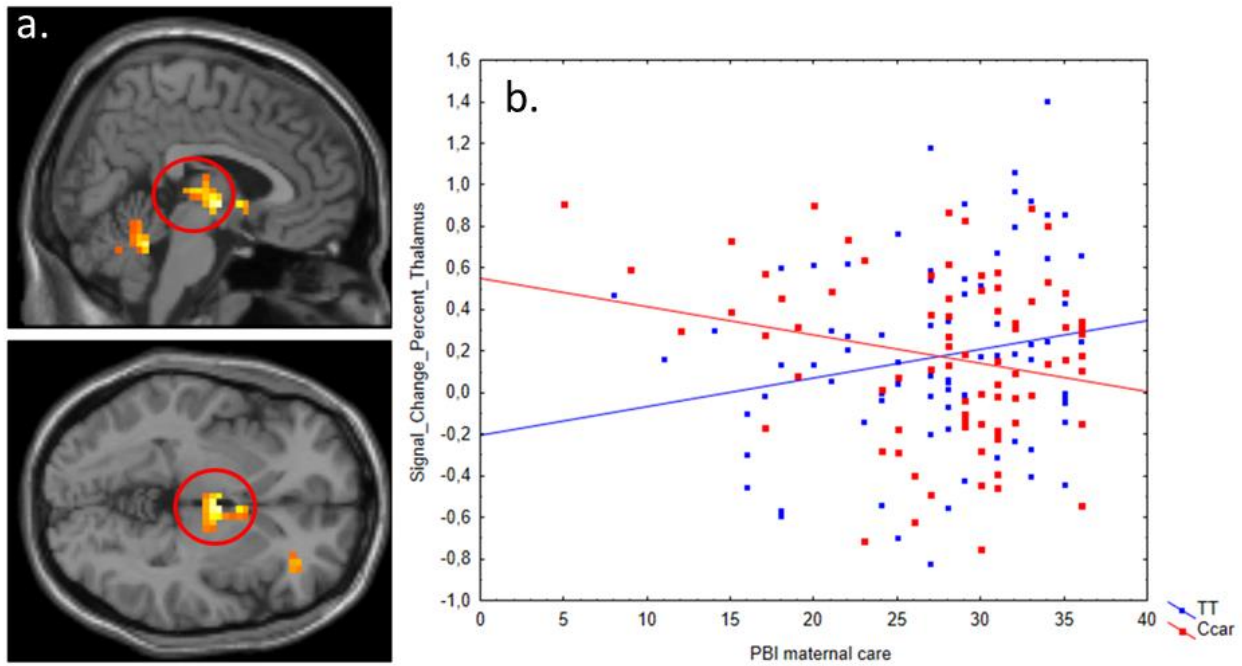 a.
b.
1,6
1,4
1,2
1,0
0,8
0,6
0,4
0,2
0,0
-0,2
-0,4
-0,6
-0,8
-1,0
Signal_Change_Percent_Thalamus
0 5 10 15 20 25 30 35 40
PBI maternal care
TT
Ccar